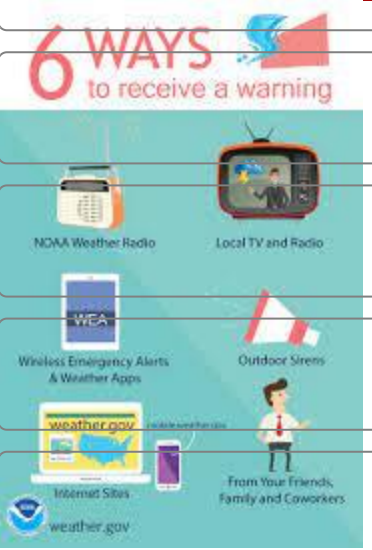 6 WAYS
to receive a warning
NOAA Weather Radio
Local TV and Radio
WEA
Wireless Emergency Alerts
& Weather Apps
Outdoor Sirens
weather.gov
mobile.weather.gov
Internet Sites
From Your Friends,
Family and Coworkers
weather.gov